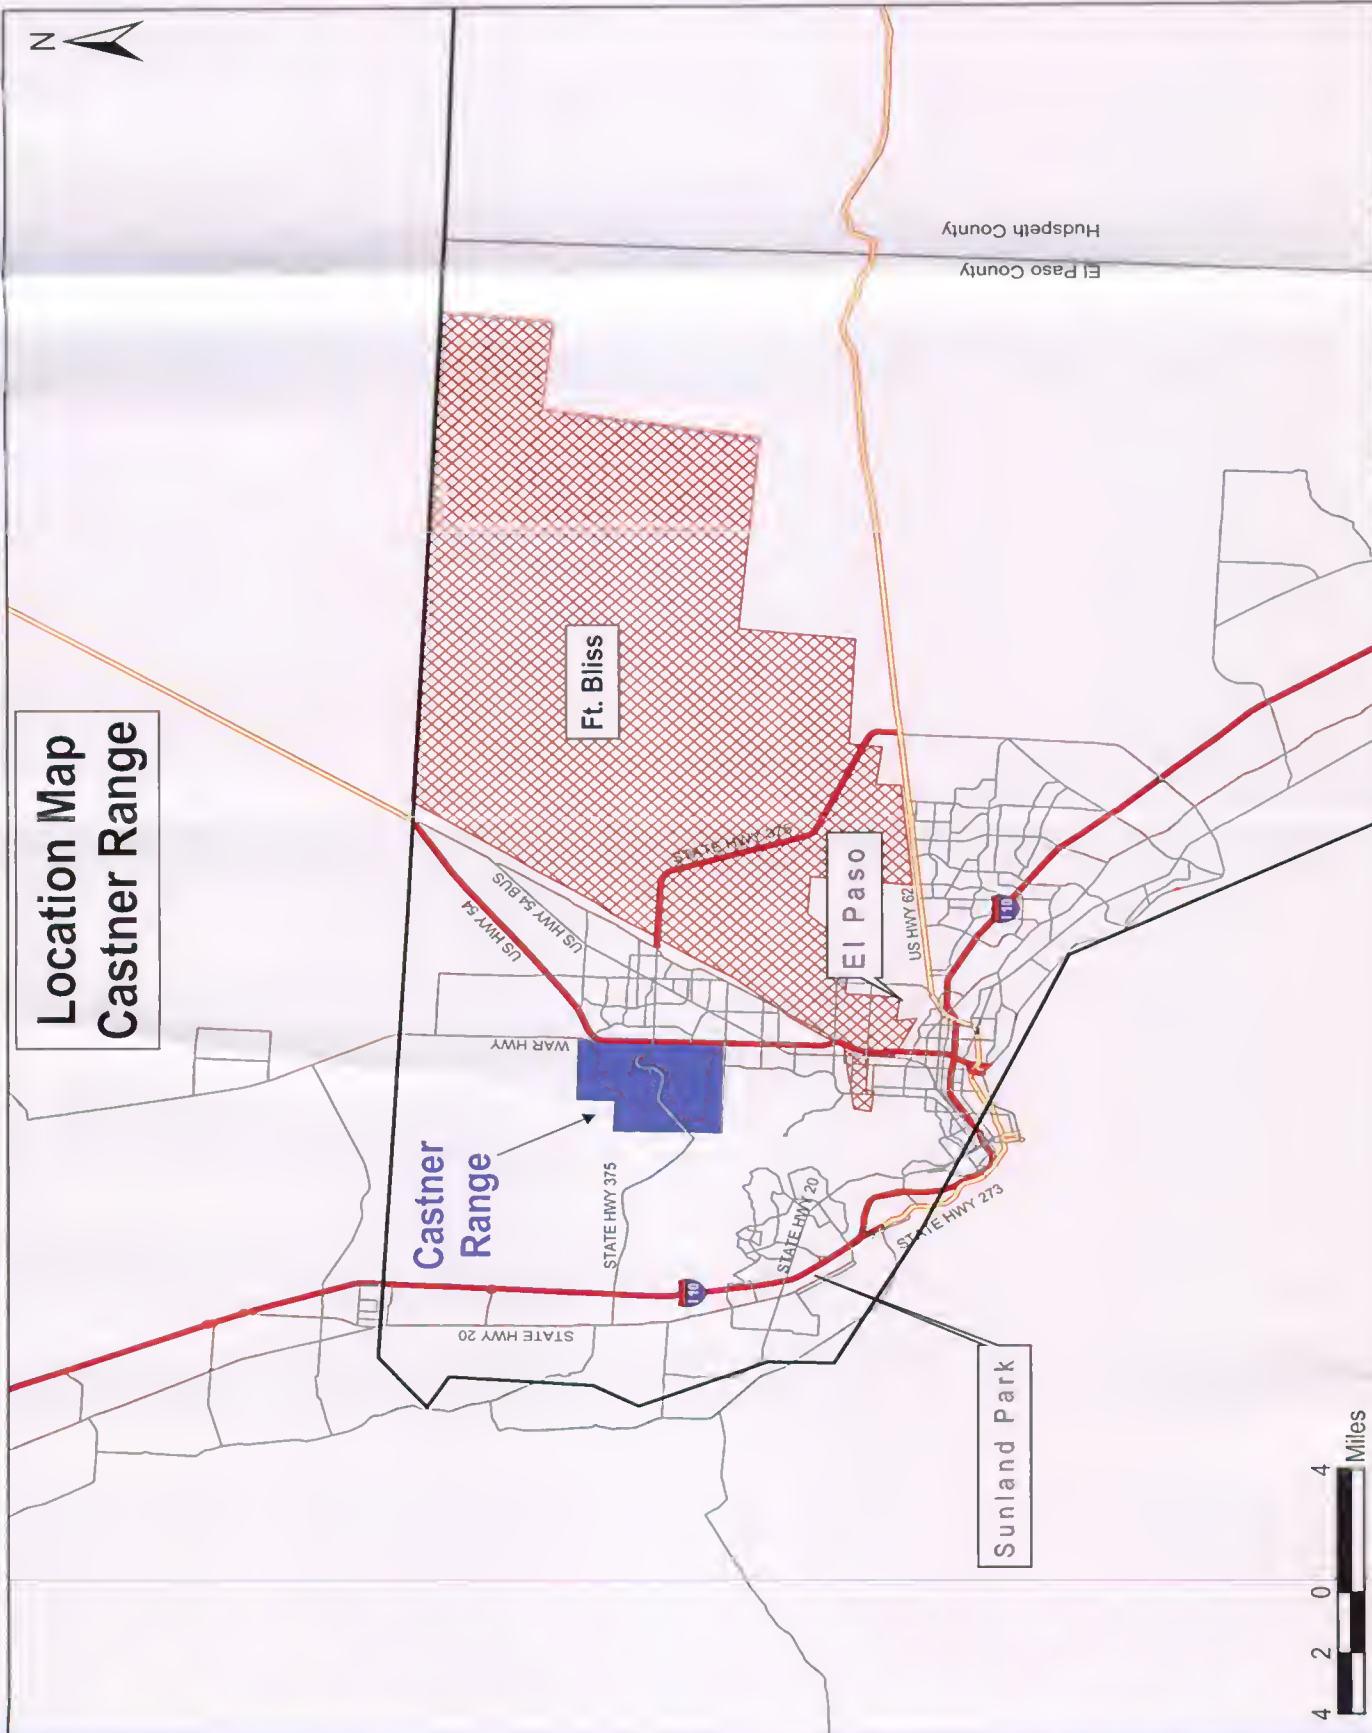 N
Location Map
Castner Range
Hudspeth County
El Paso County
Ft. Bliss
US HWY 54
US HWY 54 BUS
STATE HWY 375
WAR HWY
El Paso
US HWY 62
I 10
Castner
Range
STATE HWY 375
STATE HWY 20
STATE HWY 20
I 10
STATE HWY 273
Sunland Park
4 2 0 4
Miles